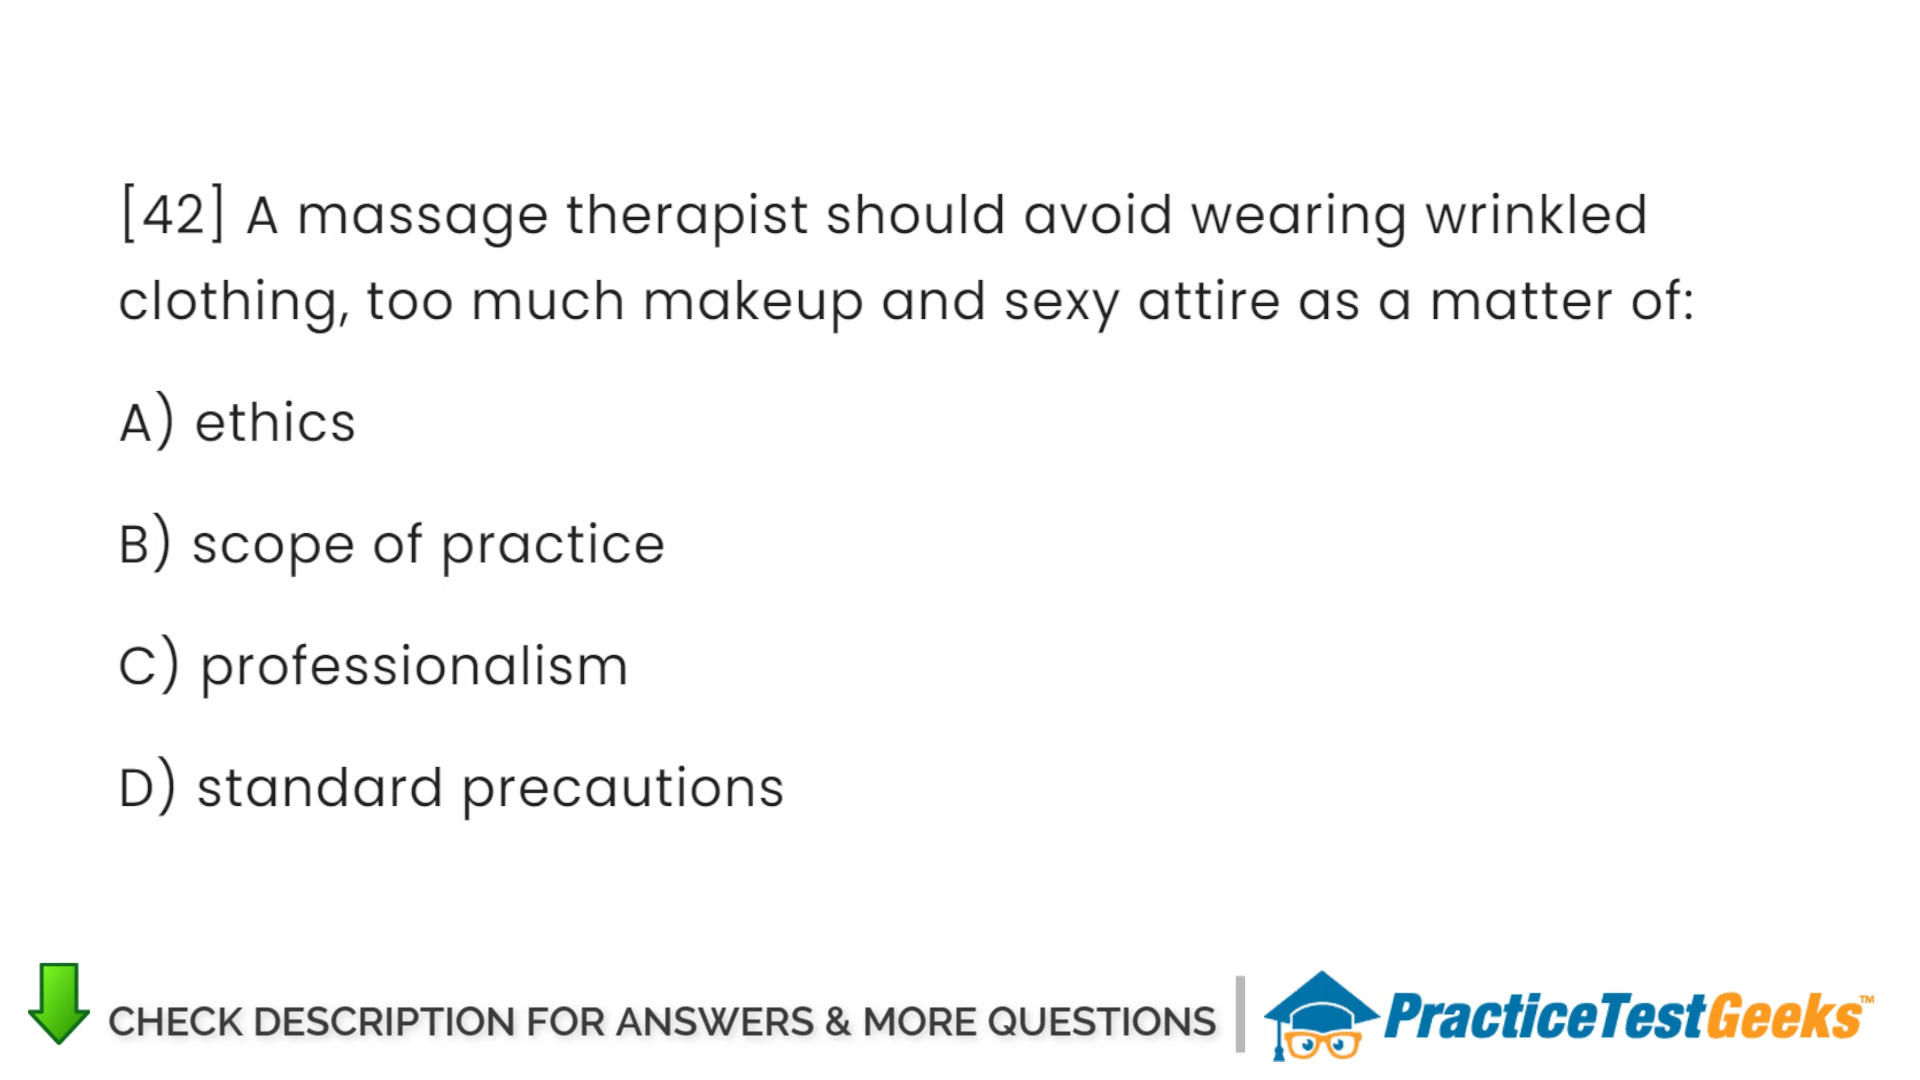 [42] A massage therapist should avoid wearing wrinkled
clothing, too much makeup and sexy attire as a matter of:
A) ethics
B) scope of practice
C) professionalism
D) standard precautions
CHECK DESCRIPTION FOR ANSWERS & MORE QUESTIONS
PracticeTestGeeks™